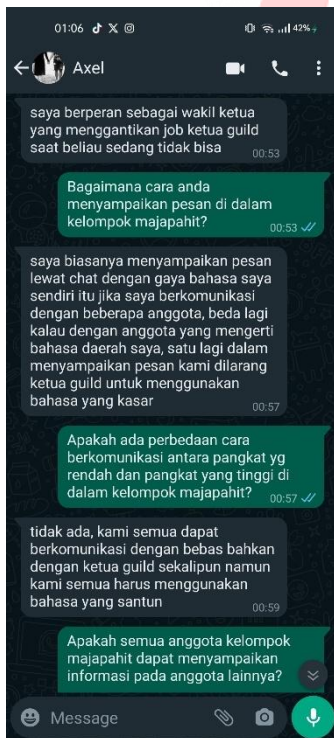 01:06
42%
Axel
saya berperan sebagai wakil ketua
yang menggantikan job ketua guild
saat beliau sedang tidak bisa
00:53
Bagaimana cara anda
menyampaikan pesan di dalam
kelompok majapahit?
00:53
saya biasanya menyampaikan pesan
lewat chat dengan gaya bahasa saya
sendiri itu jika saya berkomunikasi
dengan beberapa anggota, beda lagi
kalau dengan anggota yang mengerti
bahasa daerah saya, satu lagi dalam
menyampaikan pesan kami dilarang
ketua guild untuk menggunakan
bahasa yang kasar
00:57
Apakah ada perbedaan cara
berkomunikasi antara pangkat yg
rendah dan pangkat yang tinggi di
dalam kelompok majapahit?
00:57
tidak ada, kami semua dapat
berkomunikasi dengan bebas bahkan
dengan ketua guild sekalipun namun
kami semua harus menggunakan
bahasa yang santun
00:59
Apakah semua anggota kelompok
majapahit dapat menyampaikan
informasi pada anggota lainnya?
Message